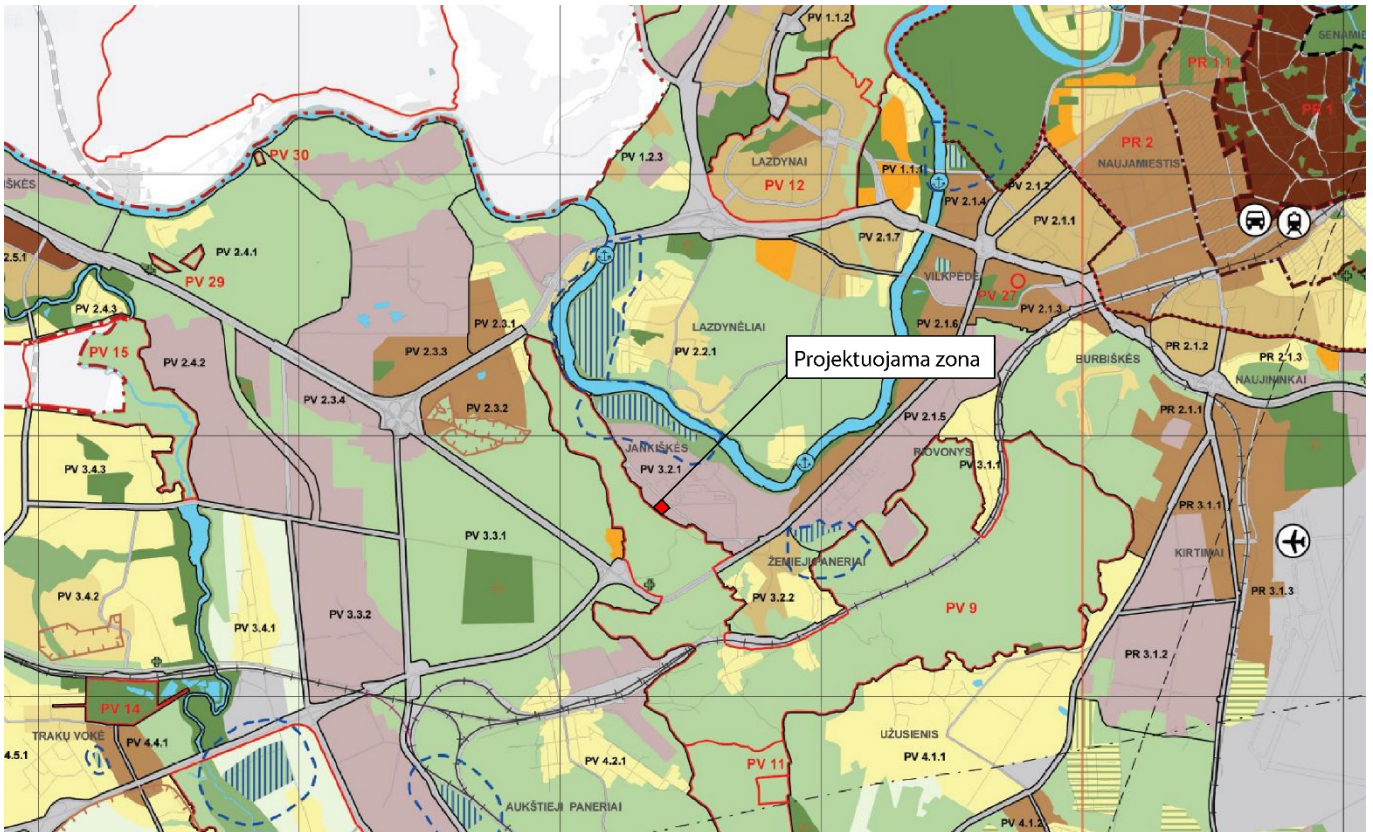 PV 1.1.2
SENAMIE
PR 1.1
PR 1
PR 2
NAUJAMIESTIS
PV 30
PV 1.2.3
LAZDYNAI
PV 12
PV 1.1.1
IŠKĖS
PV 2.1.2
PV 2.1.4
PV 2.1.1
PV 2.4.1
2.5.1
PV 2.1.7
VILKPĖDĖ
PV 29
PV 27
PV 2.4.3
PV 2.1.3
PV 2.3.1
LAZDYNĖLIAI
PV 2.1.6
PV 15
PV 2.3.3
PV 2.2.1
PR 2.1.2
PV 2.4.2
Projektuojama zona
BURBIŠKĖS
PR 2.1.3
NAUJININKAI
PV 2.3.4
PV 2.3.2
PV 2.1.5
PR 2.1.1
JANKIŠKĖS
PV 3.4.3
PV 3.2.1
PV 3.1.1
PR 3.1.1
PV 3.3.1
KIRTIMAI
ŽEMIEJI PANERIAI
PV 3.4.2
PV 3.2.2
PR 3.1.3
PV 9
PV 3.3.2
PV 3.4.1
PR 3.1.2
PV 14
TRAKŲ VOKĖ
UŽUSIENIS
PV 4.4.1
4.5.1
PV 4.2.1
PV 11
PV 4.1.1
AUKŠTIEJI PANERIAI
PV 4.1.2